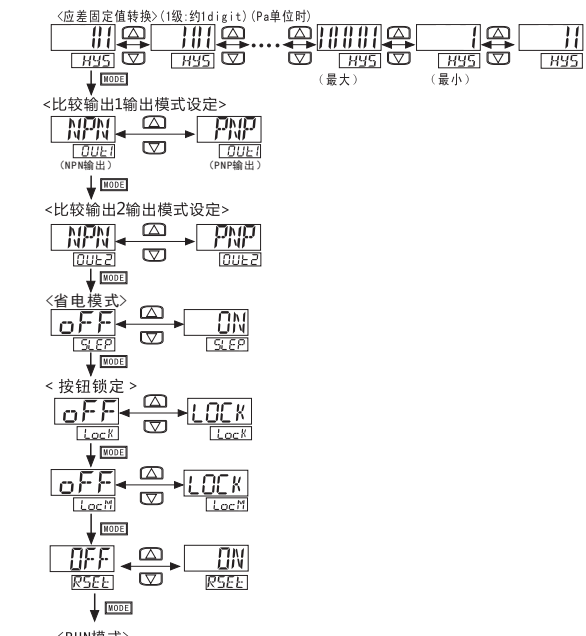 <应差固定值转换>(1级:约1digit)(Pa单位时)
HYS HYS HYS HYS HYS
(最大) (最小)
MODE
<比较输出1输出模式设定>
NPN PNP
OUt1 OUt1
(NPN输出) (PNP输出)
MODE
<比较输出2输出模式设定>
NPN PNP
OUt2 OUt2
MODE
<省电模式>
oFF ON
SLEP SLEP
MODE
<按钮锁定>
oFF LOCK
LocK LocK
MODE
oFF LOCK
LocM LocM
MODE
OFF ON
RSEt RSEt
MODE
<RUN模式>